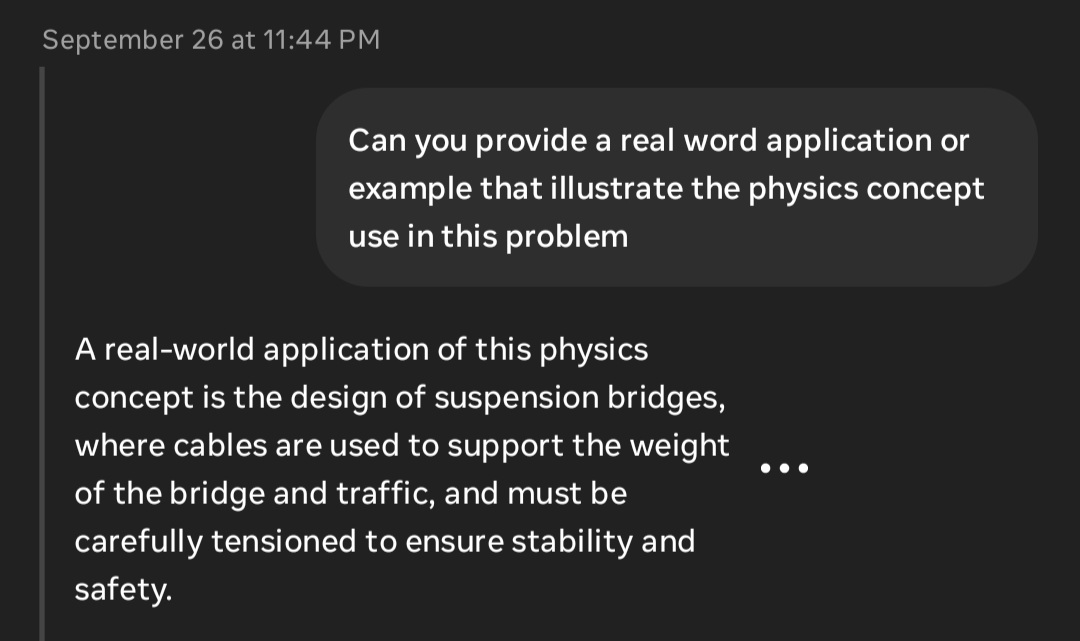 September 26 at 11:44 PM
Can you provide a real word application or
example that illustrate the physics concept
use in this problem
A real-world application of this physics
concept is the design of suspension bridges,
where cables are used to support the weight
of the bridge and traffic, and must be
carefully tensioned to ensure stability and
safety.